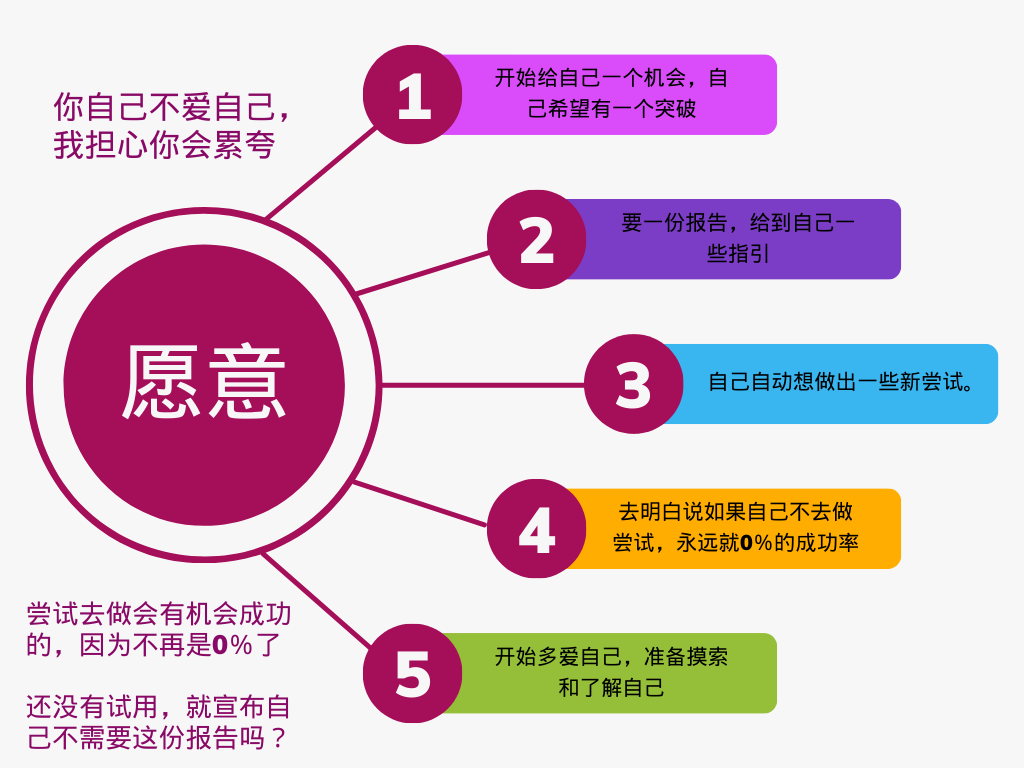 你自己不爱自己，
我担心你会累夸
愿意
1
开始给自己一个机会，自
己希望有一个突破
2
要一份报告，给到自己一
些指引
3
自己自动想做出一些新尝试。
4
去明白说如果自己不去做
尝试，永远就0%的成功率
5
开始多爱自己，准备摸索
和了解自己
尝试去做会有机会成功
的，因为不再是0%了
还没有试用，就宣布自
己不需要这份报告吗？